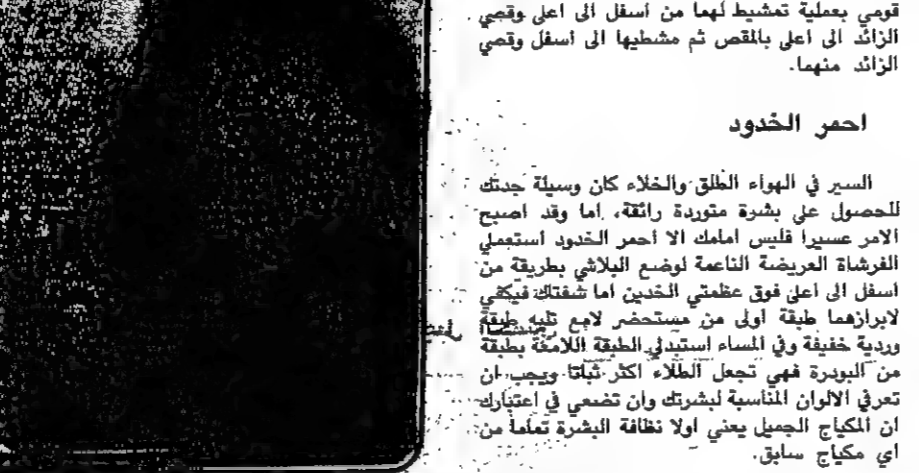 قومي بعملية تمشيط لهما من اسفل الى اعلى وقصي
الزائد الى اعلى بالمقص ثم مشطيها الى اسفل وقصي
الزائد منهما.
احمر الخدود
السير في الهواء الطلق والخلاء كان وسيلة جدتك
للحصول على بشرة متوردة رائقة، اما وقد اصبح
الامر عسيرا فليس امامك الا احمر الخدود استعملي
الفرشاة العريضة الناعمة لوضع البلاشي بطريقة من
اسفل الى اعلى فوق عظمتي الخدين اما شفتك فيكفي
لابرازهما طبقة اولى من مستحضر لامع تليه طبقة
وردية خفيفة وفي المساء استبدلي الطبقة اللامعة بطبقة
من البودرة فهي تجعل الطلاء اكثر ثباتا ويجب ان
تعرفي الالوان المناسبة لبشرتك وان تضعي في اعتبارك
ان المكياج الجميل يعني اولا نظافة البشرة تماما من
اي مكياج سابق.